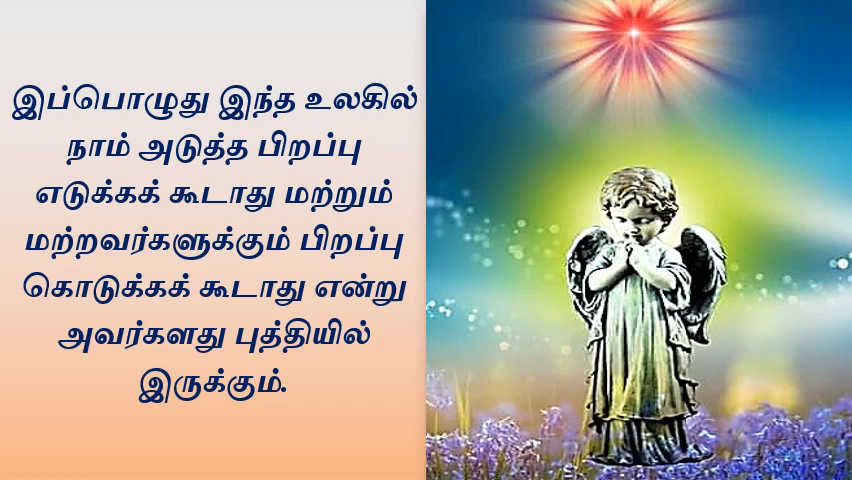 இப்பொழுது இந்த உலகில்
நாம் அடுத்த பிறப்பு
எடுக்கக் கூடாது மற்றும்
மற்றவர்களுக்கும் பிறப்பு
கொடுக்கக் கூடாது என்று
அவர்களது புத்தியில்
இருக்கும்.